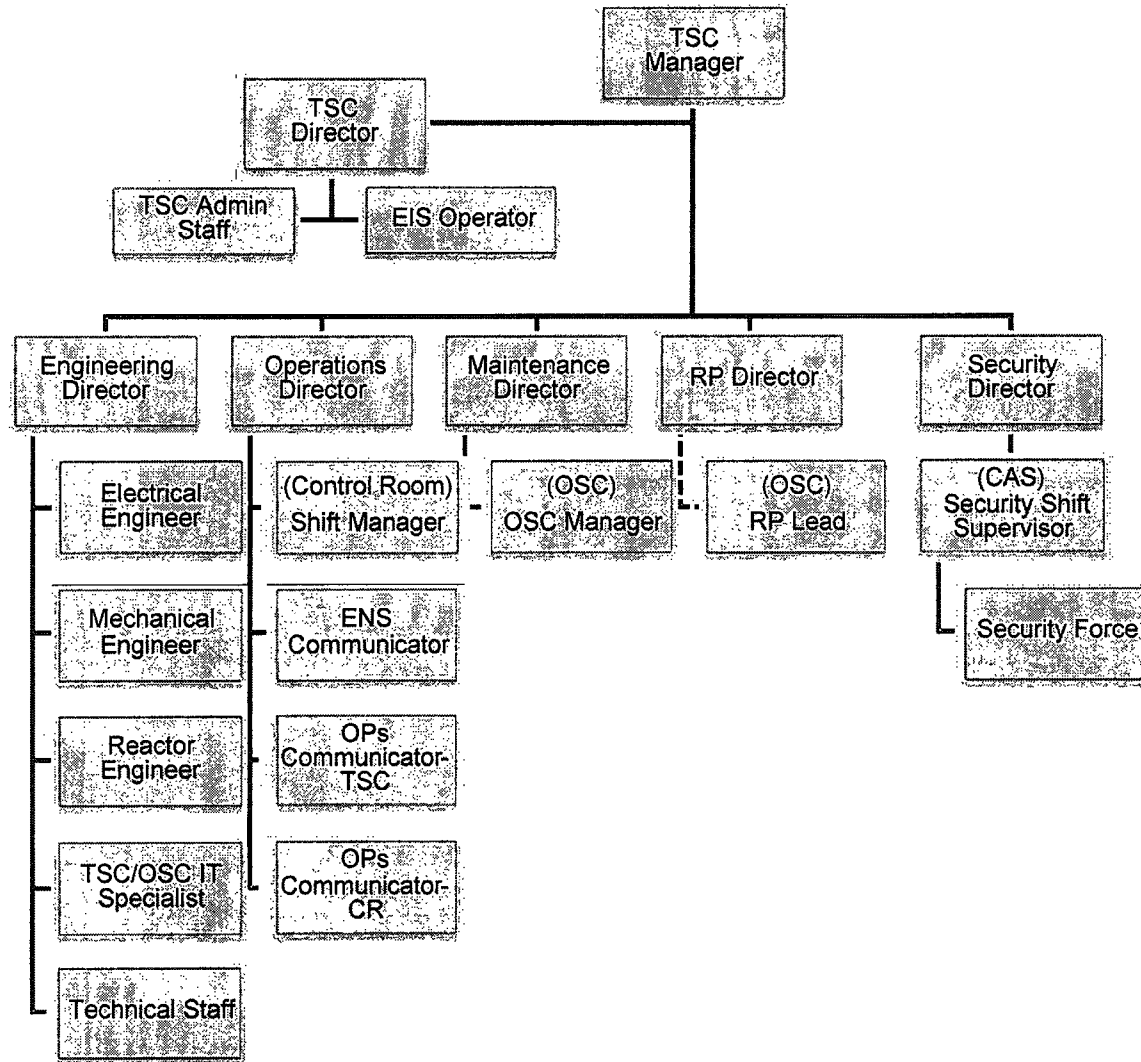 TSC
Manager
TSC
Director
TSC Admin
Staff
EIS Operator
Engineering
Director
Operations
Director
Maintenance
Director
RP Director
Security
Director
Electrical
Engineer
(Control Room)
Shift Manager
(OSC)
OSC Manager
(OSC)
RP Lead
(CAS)
Security Shift
Supervisor
Mechanical
Engineer
ENS
Communicator
Security Force
Reactor
Engineer
OPs
Communicator-
TSC
TSC/OSC IT
Specialist
OPs
Communicator-
CR
Technical Staff